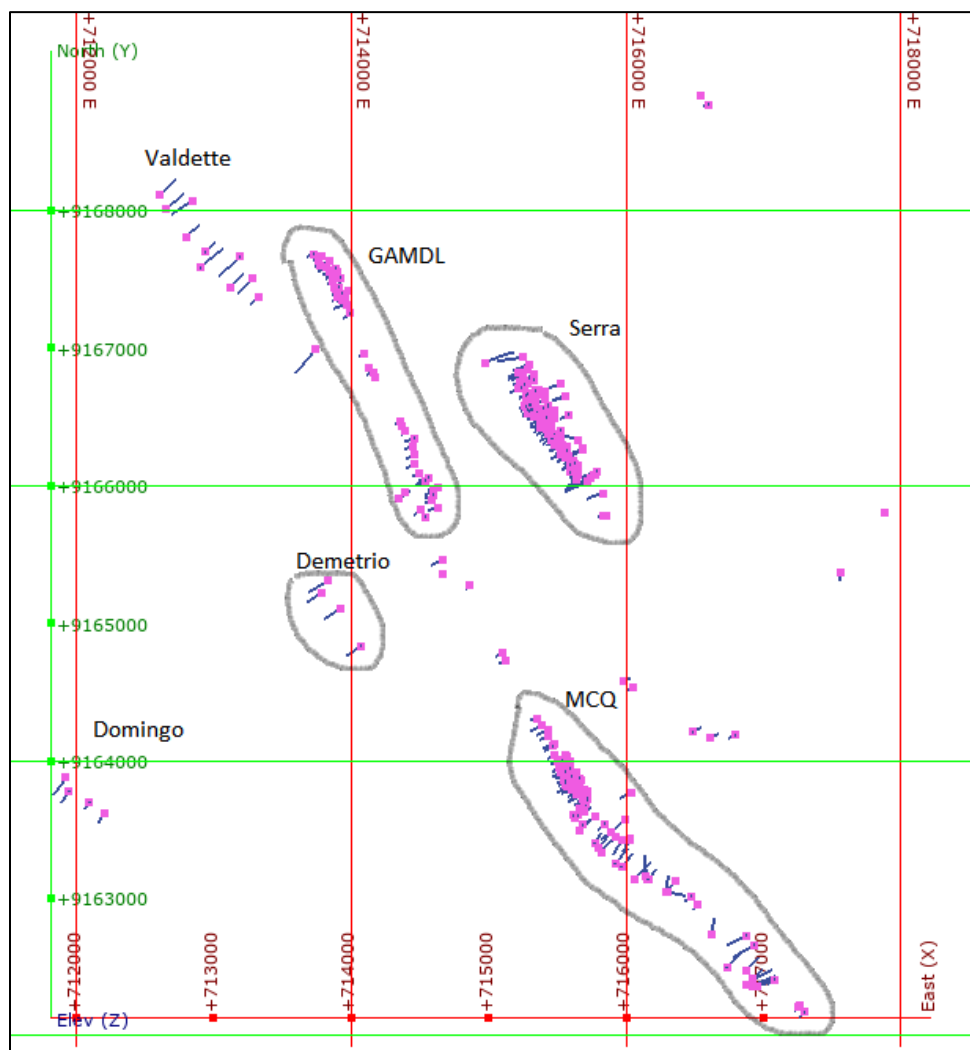 North (Y)
+712000 E
+714000 E
+716000 E
+718000 E
Valdette
+9168000
GAMDL
Serra
+9167000
+9166000
Demetrio
+9165000
MCQ
Domingo
+9164000
+9163000
+712000
+713000
+714000
+715000
+716000
East (X)
Elev (Z)